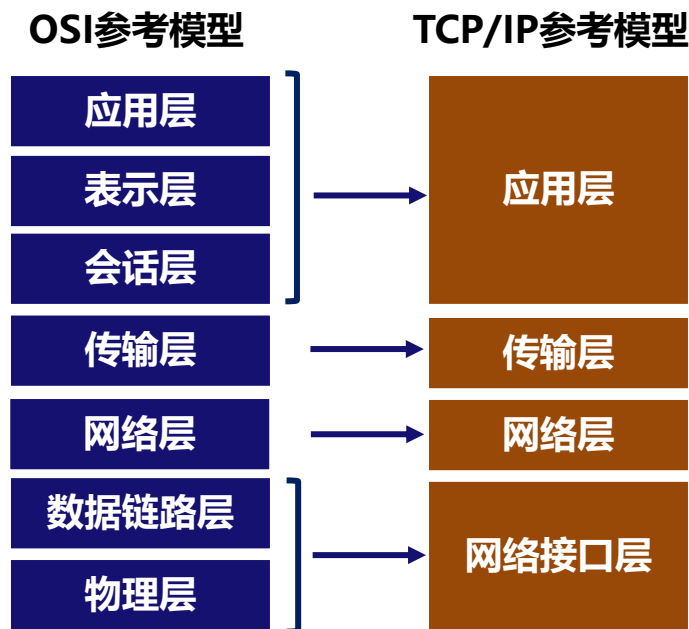 OSI参考模型
TCP/IP参考模型
应用层
表示层
会话层
传输层
网络层
数据链路层
物理层
应用层
传输层
网络层
网络接口层